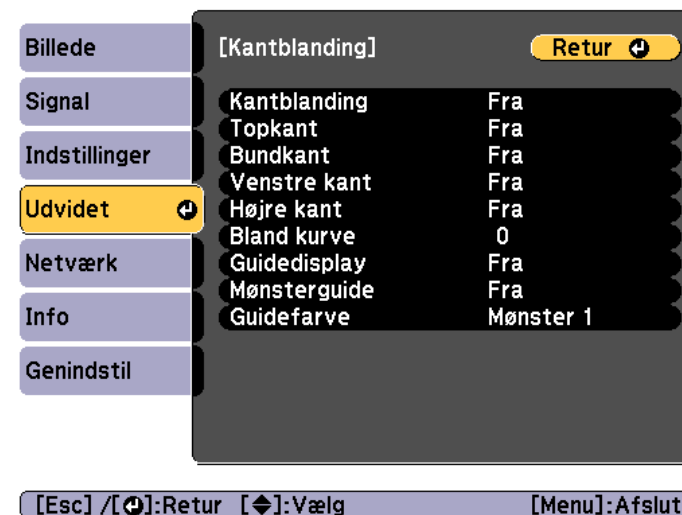 Billede
Signal
Indstillinger
Udvidet
Netværk
Info
Genindstil
[Kantblanding] Retur
Kantblanding Fra
Topkant Fra
Bundkant Fra
Venstre kant Fra
Højre kant Fra
Bland kurve 0
Guidedisplay Fra
Mønsterguide Fra
Guidefarve Mønster 1
[Esc] /[ ]:Retur [ ]:Vælg [Menu]:Afslut